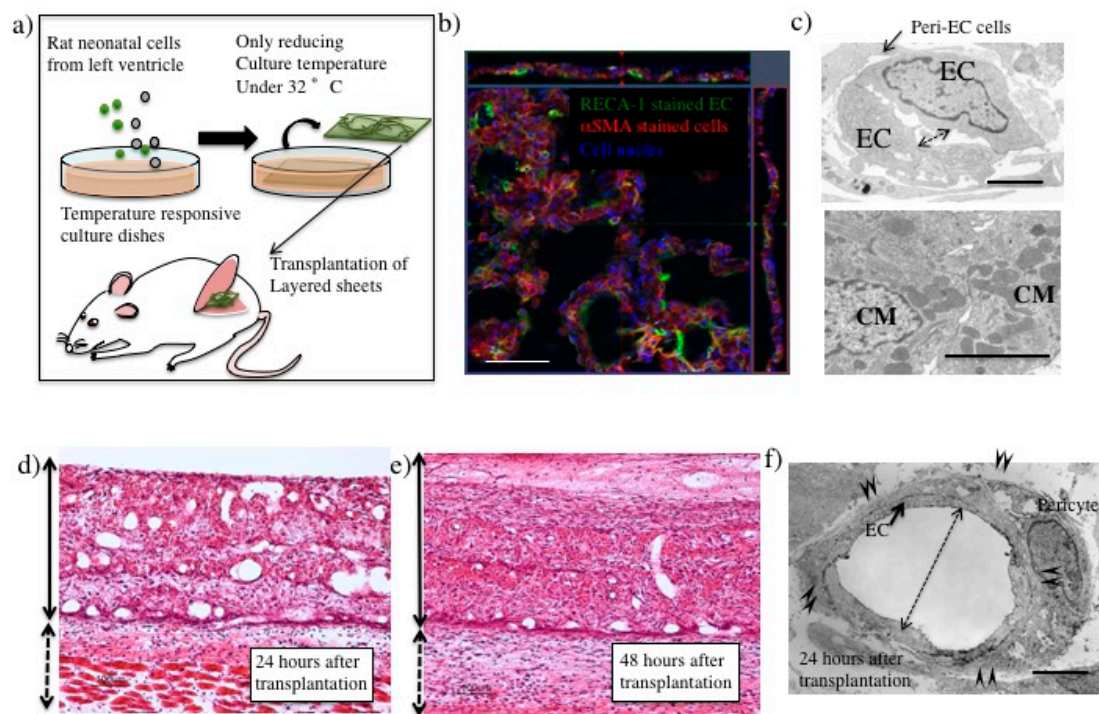 a)
Rat neonatal cells
from left ventricle
Only reducing
Culture temperature
Under 32° C
Temperature responsive
culture dishes
Transplantation of
Layered sheets
b)
RECA-1 stained EC
αSMA stained cells
Cell nuclei
c)
Peri-EC cells
EC
EC
CM
CM
d)
24 hours after
transplantation
e)
48 hours after
transplantation
f)
Pericyte
EC
24 hours after
transplantation